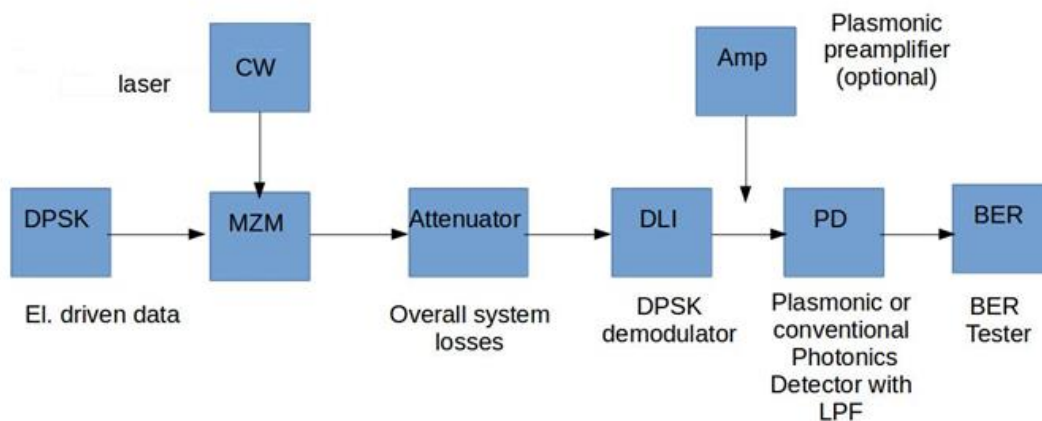 CW
laser
Amp
Plasmonic
preamplifier
(optional)
DPSK
MZM
Attenuator
DLI
PD
BER
El. driven data
Overall system
losses
DPSK
demodulator
Plasmonic or
conventional
Photonics
Detector with
LPF
BER
Tester